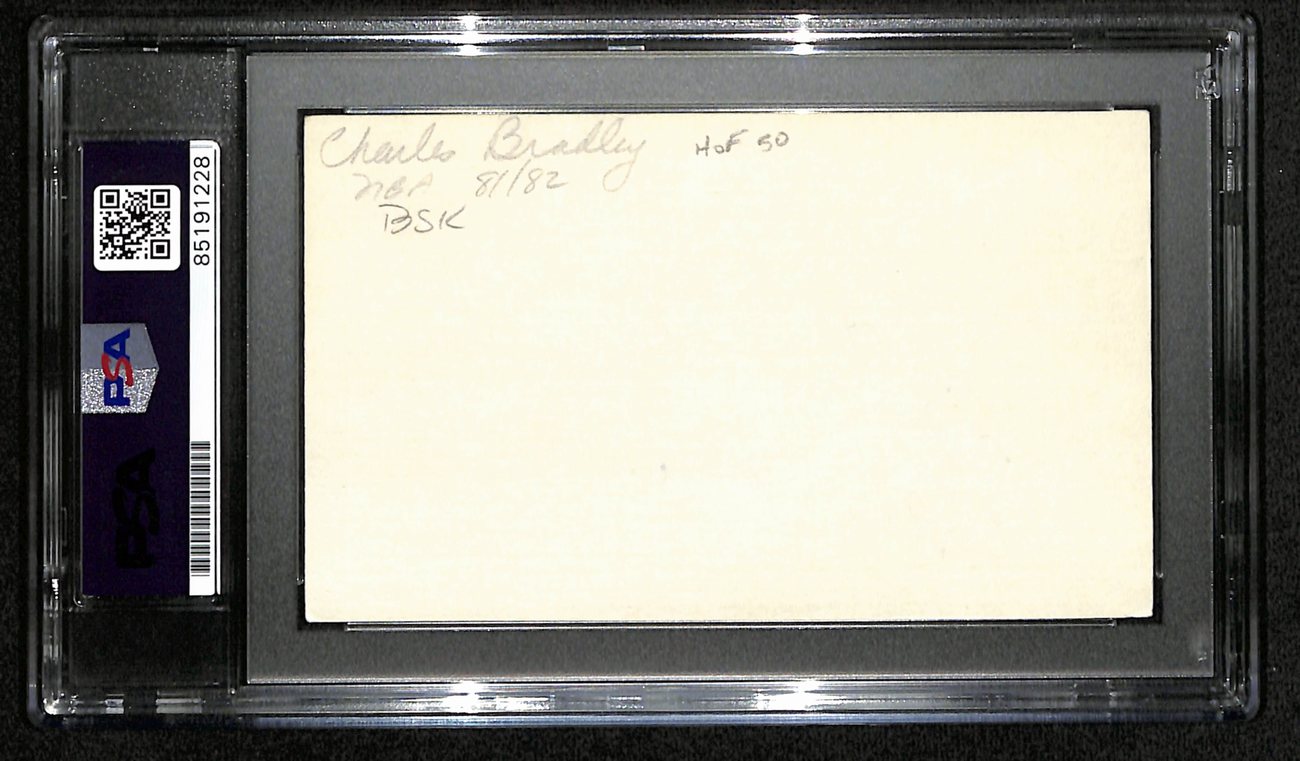 Charles Bradley HOF 50
NBA 81/82
BSK
85191228
PSA
PSA